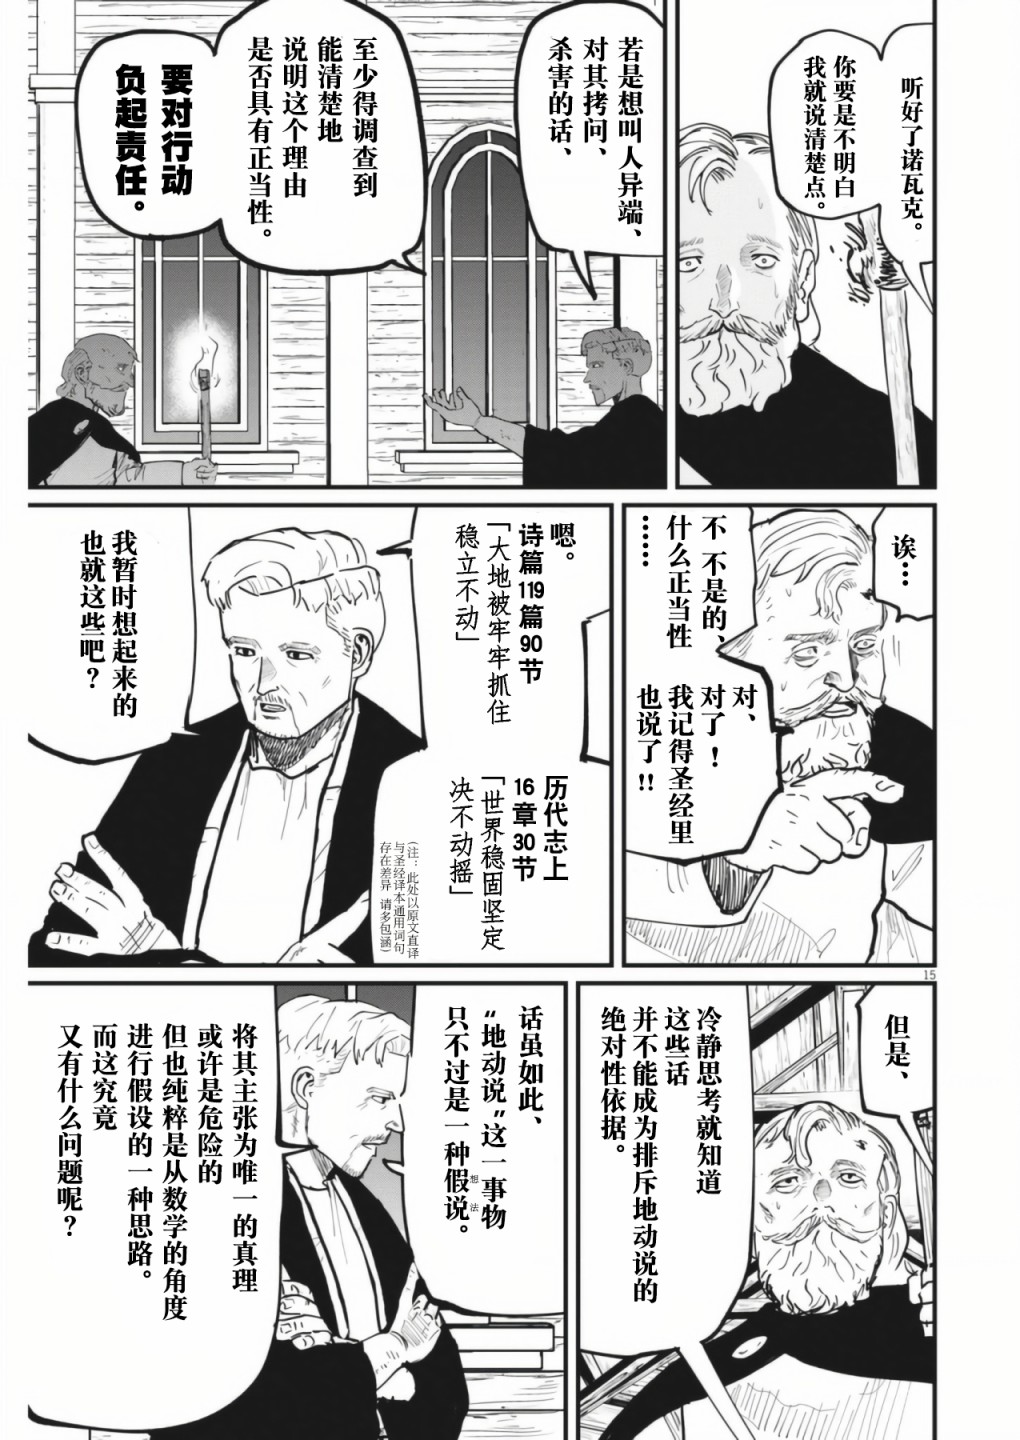 听好了诺瓦克。
你要是不明白
我就说清楚点。
若是想叫人异端、
对其拷问、
杀害的话、
至少得调查到
能清楚地
说明这个理由
是否具有正当性。
要对行动
负起责任。
诶…
不 不是的、
什么正当性
……
对、
对了！
我记得圣经里
也说了!!
嗯。
诗篇119篇90节
「大地被牢牢抓住
稳立不动」
历代志上
16章30节
「世界稳固坚定
决不动摇」
(注：此处以原文直译
与圣经译本通用词句
存在差异 请多包涵)
我暂时想起来的
也就这些吧？
15
但是、
冷静思考就知道
这些话
并不能成为排斥地动说的
绝对性依据。
话虽如此、
“地动说”这一事物
只不过是一种假说。
想法
将其主张为唯一的真理
或许是危险的
但也纯粹是从数学的角度
进行假设的一种思路。
而这究竟
又有什么问题呢？